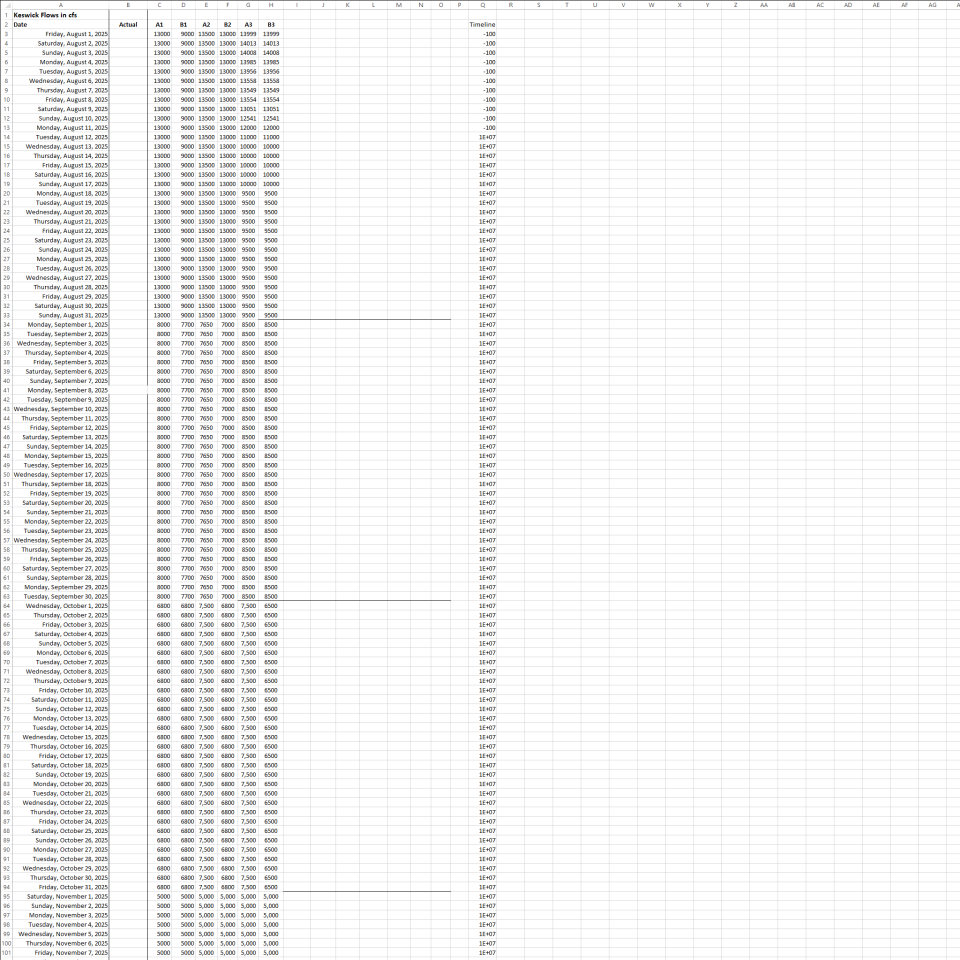 A B C D E F G H I J K L M N O P Q R S T U V W X Y Z AA AB AC AD AE AF AG
1 Keswick Flows in cfs
2 Date Actual A1 B1 A2 B2 A3 B3 Timeline
3 Friday, August 1, 2025 13000 9000 13500 13000 13999 13999 -100
4 Saturday, August 2, 2025 13000 9000 13500 13000 14013 14013 -100
5 Sunday, August 3, 2025 13000 9000 13500 13000 14008 14008 -100
6 Monday, August 4, 2025 13000 9000 13500 13000 13985 13985 -100
7 Tuesday, August 5, 2025 13000 9000 13500 13000 13956 13956 -100
8 Wednesday, August 6, 2025 13000 9000 13500 13000 13558 13558 -100
9 Thursday, August 7, 2025 13000 9000 13500 13000 13549 13549 -100
10 Friday, August 8, 2025 13000 9000 13500 13000 13554 13554 -100
11 Saturday, August 9, 2025 13000 9000 13500 13000 13051 13051 -100
12 Sunday, August 10, 2025 13000 9000 13500 13000 12541 12541 -100
13 Monday, August 11, 2025 13000 9000 13500 13000 12000 12000 -100
14 Tuesday, August 12, 2025 13000 9000 13500 13000 11000 11000 1E+07
15 Wednesday, August 13, 2025 13000 9000 13500 13000 10000 10000 1E+07
16 Thursday, August 14, 2025 13000 9000 13500 13000 10000 10000 1E+07
17 Friday, August 15, 2025 13000 9000 13500 13000 10000 10000 1E+07
18 Saturday, August 16, 2025 13000 9000 13500 13000 10000 10000 1E+07
19 Sunday, August 17, 2025 13000 9000 13500 13000 10000 10000 1E+07
20 Monday, August 18, 2025 13000 9000 13500 13000 9500 9500 1E+07
21 Tuesday, August 19, 2025 13000 9000 13500 13000 9500 9500 1E+07
22 Wednesday, August 20, 2025 13000 9000 13500 13000 9500 9500 1E+07
23 Thursday, August 21, 2025 13000 9000 13500 13000 9500 9500 1E+07
24 Friday, August 22, 2025 13000 9000 13500 13000 9500 9500 1E+07
25 Saturday, August 23, 2025 13000 9000 13500 13000 9500 9500 1E+07
26 Sunday, August 24, 2025 13000 9000 13500 13000 9500 9500 1E+07
27 Monday, August 25, 2025 13000 9000 13500 13000 9500 9500 1E+07
28 Tuesday, August 26, 2025 13000 9000 13500 13000 9500 9500 1E+07
29 Wednesday, August 27, 2025 13000 9000 13500 13000 9500 9500 1E+07
30 Thursday, August 28, 2025 13000 9000 13500 13000 9500 9500 1E+07
31 Friday, August 29, 2025 13000 9000 13500 13000 9500 9500 1E+07
32 Saturday, August 30, 2025 13000 9000 13500 13000 9500 9500 1E+07
33 Sunday, August 31, 2025 13000 9000 13500 13000 9500 9500 1E+07
34 Monday, September 1, 2025 8000 7700 7650 7000 8500 8500 1E+07
35 Tuesday, September 2, 2025 8000 7700 7650 7000 8500 8500 1E+07
36 Wednesday, September 3, 2025 8000 7700 7650 7000 8500 8500 1E+07
37 Thursday, September 4, 2025 8000 7700 7650 7000 8500 8500 1E+07
38 Friday, September 5, 2025 8000 7700 7650 7000 8500 8500 1E+07
39 Saturday, September 6, 2025 8000 7700 7650 7000 8500 8500 1E+07
40 Sunday, September 7, 2025 8000 7700 7650 7000 8500 8500 1E+07
41 Monday, September 8, 2025 8000 7700 7650 7000 8500 8500 1E+07
42 Tuesday, September 9, 2025 8000 7700 7650 7000 8500 8500 1E+07
43 Wednesday, September 10, 2025 8000 7700 7650 7000 8500 8500 1E+07
44 Thursday, September 11, 2025 8000 7700 7650 7000 8500 8500 1E+07
45 Friday, September 12, 2025 8000 7700 7650 7000 8500 8500 1E+07
46 Saturday, September 13, 2025 8000 7700 7650 7000 8500 8500 1E+07
47 Sunday, September 14, 2025 8000 7700 7650 7000 8500 8500 1E+07
48 Monday, September 15, 2025 8000 7700 7650 7000 8500 8500 1E+07
49 Tuesday, September 16, 2025 8000 7700 7650 7000 8500 8500 1E+07
50 Wednesday, September 17, 2025 8000 7700 7650 7000 8500 8500 1E+07
51 Thursday, September 18, 2025 8000 7700 7650 7000 8500 8500 1E+07
52 Friday, September 19, 2025 8000 7700 7650 7000 8500 8500 1E+07
53 Saturday, September 20, 2025 8000 7700 7650 7000 8500 8500 1E+07
54 Sunday, September 21, 2025 8000 7700 7650 7000 8500 8500 1E+07
55 Monday, September 22, 2025 8000 7700 7650 7000 8500 8500 1E+07
56 Tuesday, September 23, 2025 8000 7700 7650 7000 8500 8500 1E+07
57 Wednesday, September 24, 2025 8000 7700 7650 7000 8500 8500 1E+07
58 Thursday, September 25, 2025 8000 7700 7650 7000 8500 8500 1E+07
59 Friday, September 26, 2025 8000 7700 7650 7000 8500 8500 1E+07
60 Saturday, September 27, 2025 8000 7700 7650 7000 8500 8500 1E+07
61 Sunday, September 28, 2025 8000 7700 7650 7000 8500 8500 1E+07
62 Monday, September 29, 2025 8000 7700 7650 7000 8500 8500 1E+07
63 Tuesday, September 30, 2025 8000 7700 7650 7000 8500 8500 1E+07
64 Wednesday, October 1, 2025 6800 6800 7,500 6800 7,500 6500 1E+07
65 Thursday, October 2, 2025 6800 6800 7,500 6800 7,500 6500 1E+07
66 Friday, October 3, 2025 6800 6800 7,500 6800 7,500 6500 1E+07
67 Saturday, October 4, 2025 6800 6800 7,500 6800 7,500 6500 1E+07
68 Sunday, October 5, 2025 6800 6800 7,500 6800 7,500 6500 1E+07
69 Monday, October 6, 2025 6800 6800 7,500 6800 7,500 6500 1E+07
70 Tuesday, October 7, 2025 6800 6800 7,500 6800 7,500 6500 1E+07
71 Wednesday, October 8, 2025 6800 6800 7,500 6800 7,500 6500 1E+07
72 Thursday, October 9, 2025 6800 6800 7,500 6800 7,500 6500 1E+07
73 Friday, October 10, 2025 6800 6800 7,500 6800 7,500 6500 1E+07
74 Saturday, October 11, 2025 6800 6800 7,500 6800 7,500 6500 1E+07
75 Sunday, October 12, 2025 6800 6800 7,500 6800 7,500 6500 1E+07
76 Monday, October 13, 2025 6800 6800 7,500 6800 7,500 6500 1E+07
77 Tuesday, October 14, 2025 6800 6800 7,500 6800 7,500 6500 1E+07
78 Wednesday, October 15, 2025 6800 6800 7,500 6800 7,500 6500 1E+07
79 Thursday, October 16, 2025 6800 6800 7,500 6800 7,500 6500 1E+07
80 Friday, October 17, 2025 6800 6800 7,500 6800 7,500 6500 1E+07
81 Saturday, October 18, 2025 6800 6800 7,500 6800 7,500 6500 1E+07
82 Sunday, October 19, 2025 6800 6800 7,500 6800 7,500 6500 1E+07
83 Monday, October 20, 2025 6800 6800 7,500 6800 7,500 6500 1E+07
84 Tuesday, October 21, 2025 6800 6800 7,500 6800 7,500 6500 1E+07
85 Wednesday, October 22, 2025 6800 6800 7,500 6800 7,500 6500 1E+07
86 Thursday, October 23, 2025 6800 6800 7,500 6800 7,500 6500 1E+07
87 Friday, October 24, 2025 6800 6800 7,500 6800 7,500 6500 1E+07
88 Saturday, October 25, 2025 6800 6800 7,500 6800 7,500 6500 1E+07
89 Sunday, October 26, 2025 6800 6800 7,500 6800 7,500 6500 1E+07
90 Monday, October 27, 2025 6800 6800 7,500 6800 7,500 6500 1E+07
91 Tuesday, October 28, 2025 6800 6800 7,500 6800 7,500 6500 1E+07
92 Wednesday, October 29, 2025 6800 6800 7,500 6800 7,500 6500 1E+07
93 Thursday, October 30, 2025 6800 6800 7,500 6800 7,500 6500 1E+07
94 Friday, October 31, 2025 6800 6800 7,500 6800 7,500 6500 1E+07
95 Saturday, November 1, 2025 5000 5000 5,000 5,000 5,000 5,000 1E+07
96 Sunday, November 2, 2025 5000 5000 5,000 5,000 5,000 5,000 1E+07
97 Monday, November 3, 2025 5000 5000 5,000 5,000 5,000 5,000 1E+07
98 Tuesday, November 4, 2025 5000 5000 5,000 5,000 5,000 5,000 1E+07
99 Wednesday, November 5, 2025 5000 5000 5,000 5,000 5,000 5,000 1E+07
100 Thursday, November 6, 2025 5000 5000 5,000 5,000 5,000 5,000 1E+07
101 Friday, November 7, 2025 5000 5000 5,000 5,000 5,000 5,000 1E+07